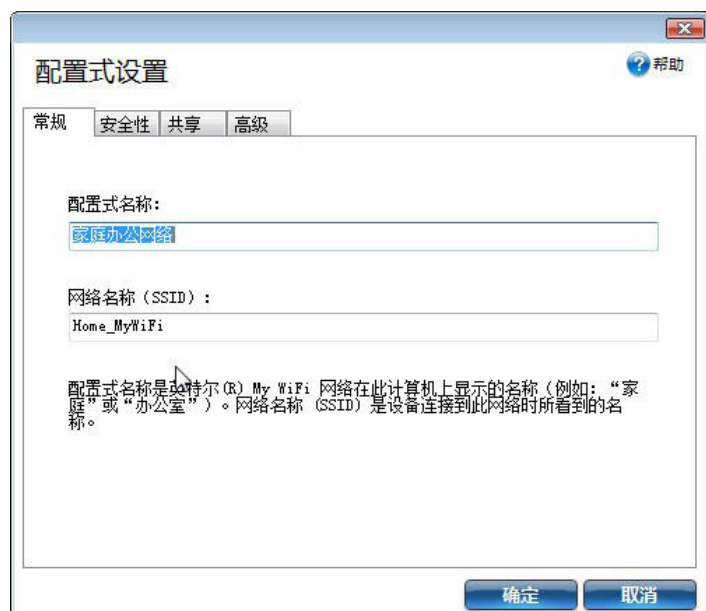 配置式设置
帮助
常规 安全性 共享 高级
配置式名称：
家庭办公网络
网络名称（SSID）：
Home_MyWiFi
配置式名称是英特尔(R) My WiFi 网络在此计算机上显示的名称（例如：“家
庭”或“办公室”）。网络名称（SSID）是设备连接到此网络时所看到的名
称。
确定 取消